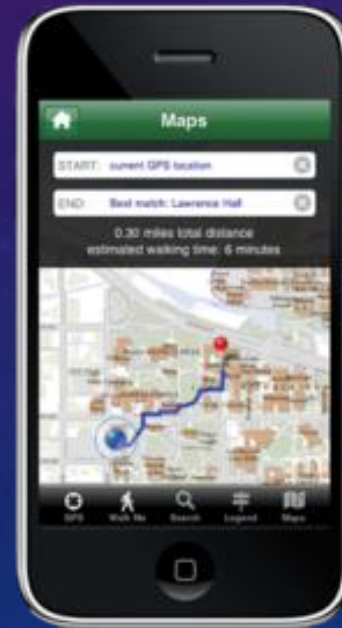 Maps
START: current GPS location
END: Best match: Lawrence Hall
0.30 miles total distance
estimated walking time: 6 minutes
GPS
Walk Me
Search
Legend
Maps